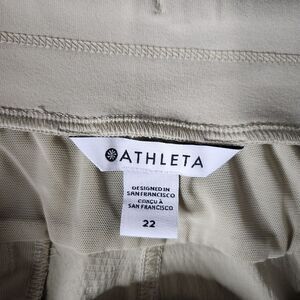 ATHLETA
DESIGNED IN
SAN FRANCISCO
CONÇU À
SAN FRANCISCO
22